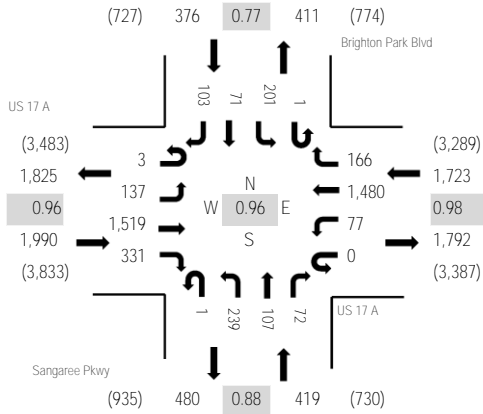 (727) 376 0.77 411 (774)
Brighton Park Blvd
103 71 201 1
US 17 A
(3,483) (3,289)
3 166
1,825 1,723
137 N 1,480
0.96 W 0.96 E 0.98
1,519 77
1,990 S 1,792
331 0
(3,833) (3,387)
1 239 107 72
US 17 A
Sangaree Pkwy
(935) 480 0.88 419 (730)